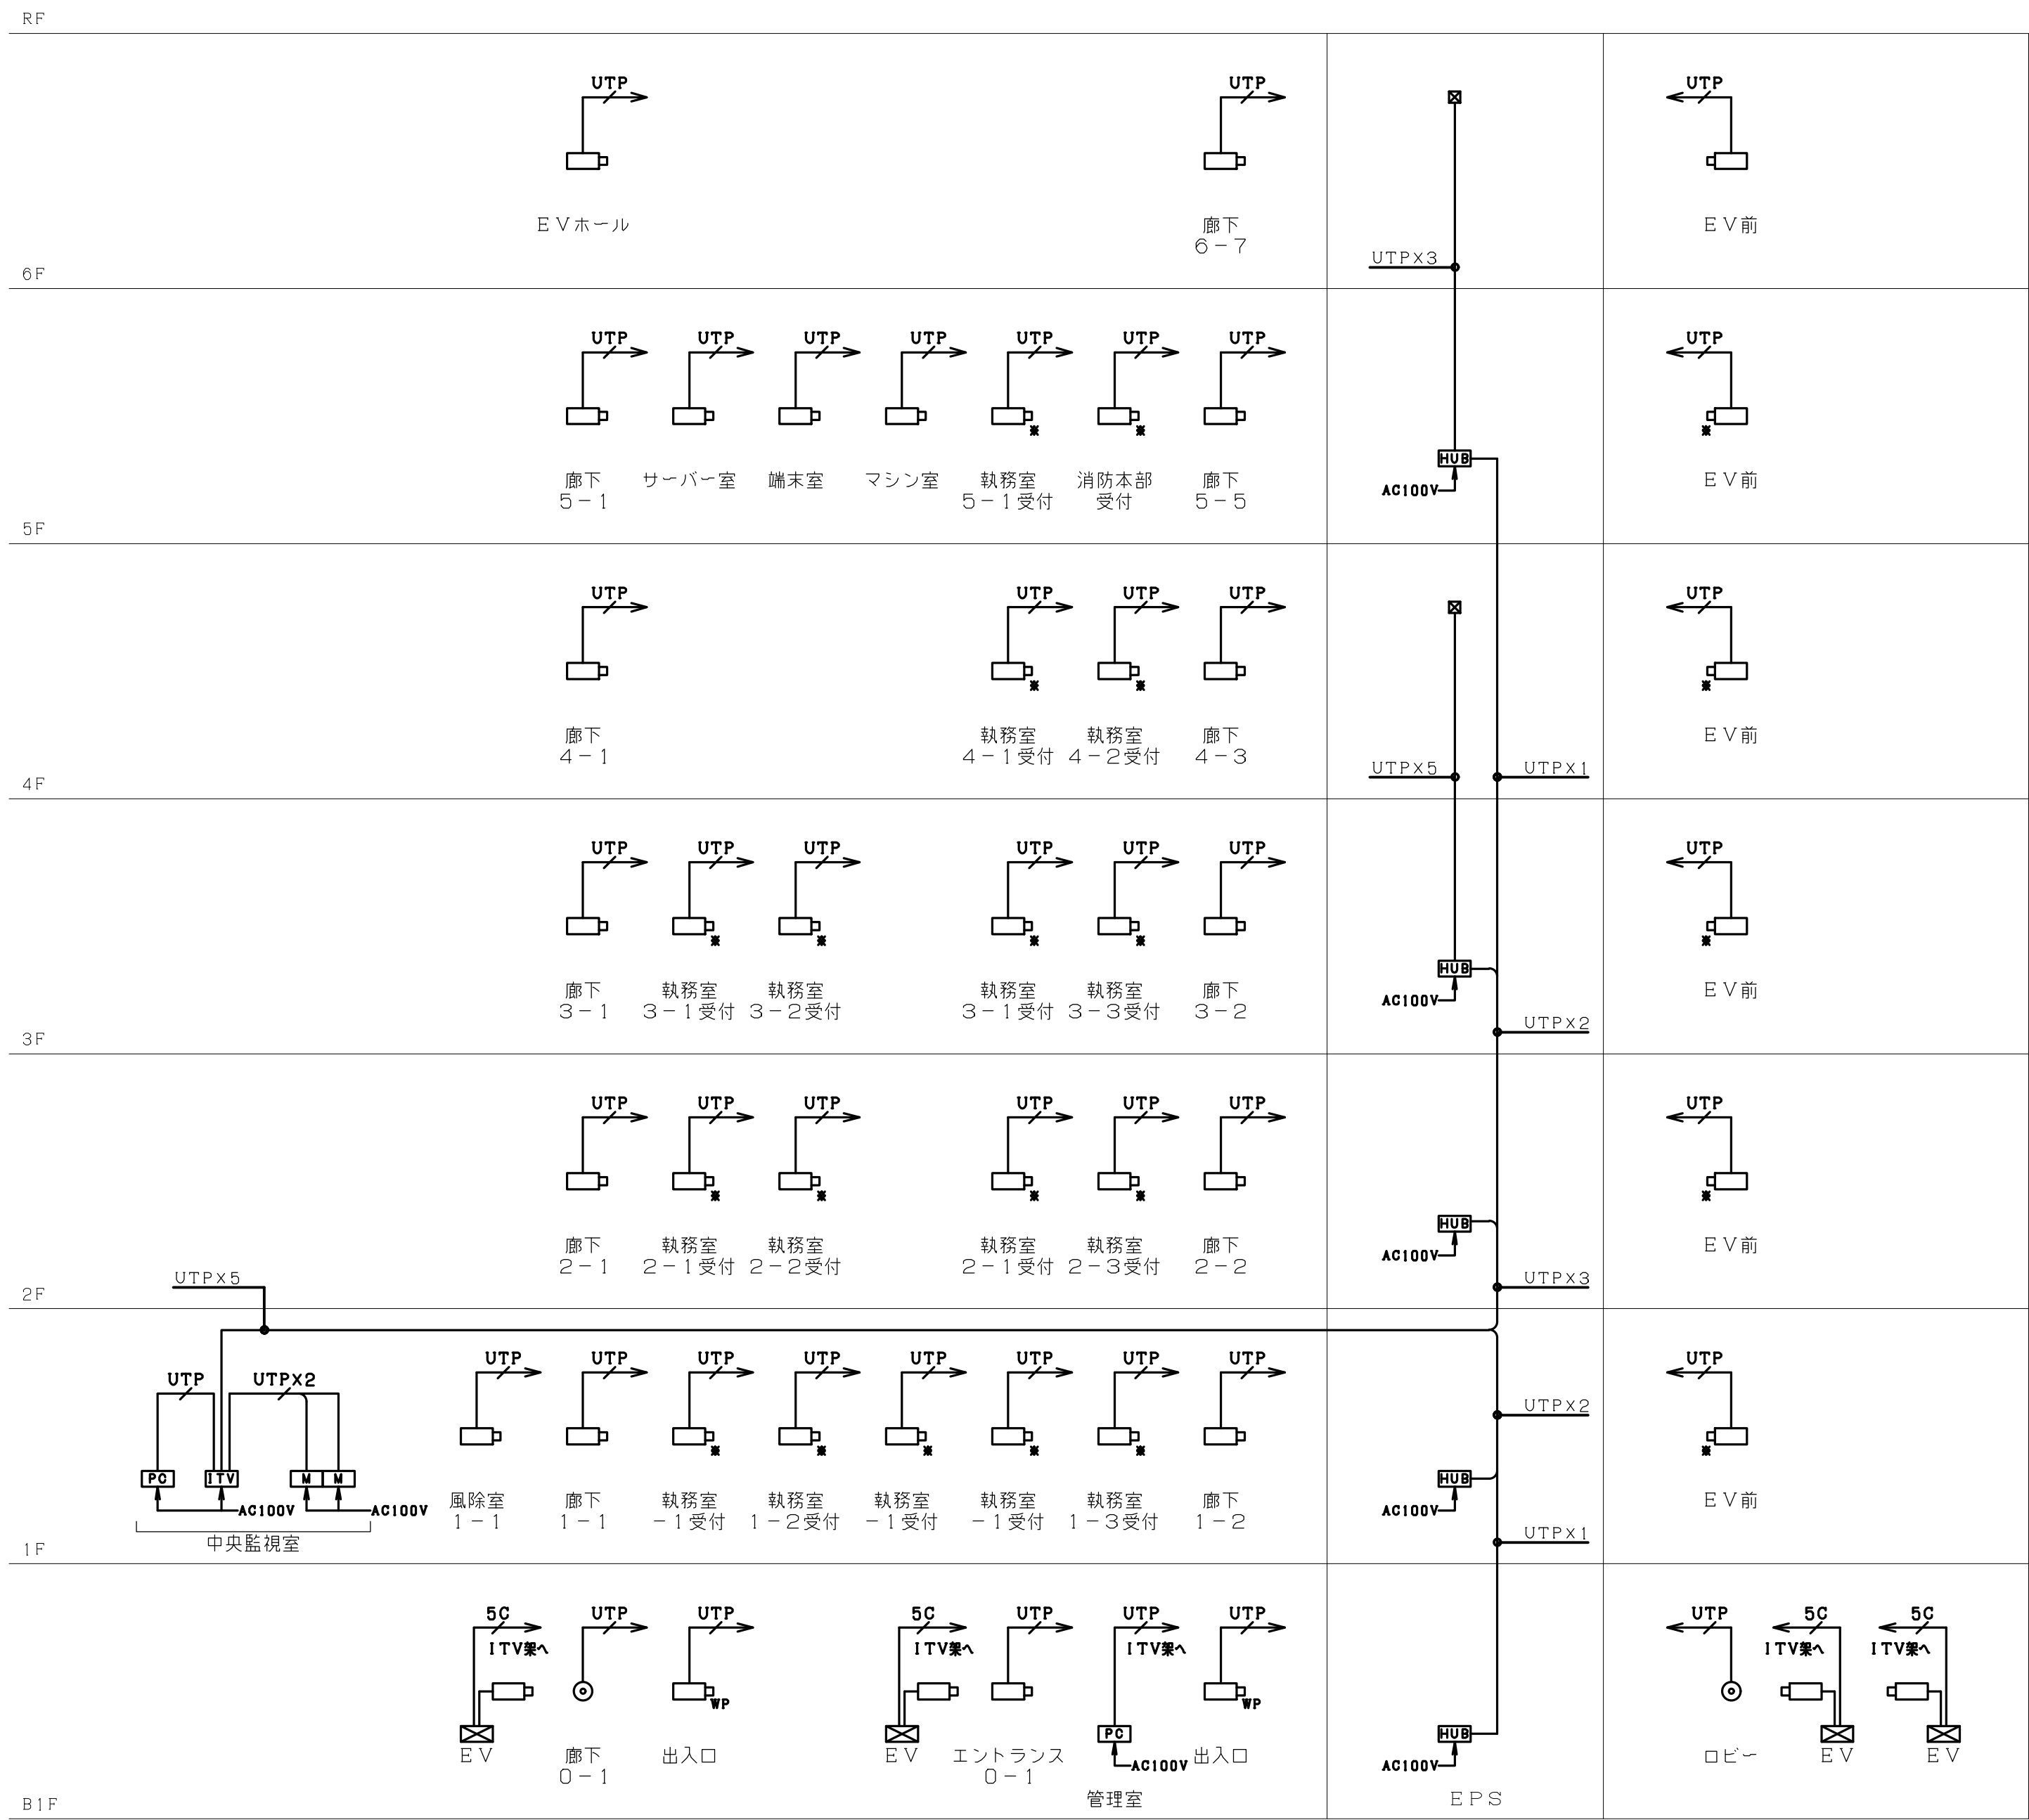 RF
UTP UTP UTP
EVホール 廊下 EV前
6-7
UTPX3
6F
UTP UTP UTP UTP UTP UTP UTP UTP
※ ※ ※
HUB
廊下 サーバー室 端末室 マシン室 執務室 消防本部 廊下 EV前
AC100V
5-1 5-1受付 受付 5-5
5F
UTP UTP UTP UTP UTP
※ ※ ※
廊下 執務室 執務室 廊下 EV前
4-1 4-1受付 4-2受付 4-3
UTPX5 UTPX1
4F
UTP UTP UTP UTP UTP UTP UTP
※ ※ ※ ※ ※
HUB
廊下 執務室 執務室 執務室 執務室 廊下 EV前
AC100V
3-1 3-1受付 3-2受付 3-1受付 3-3受付 3-2
UTPX2
3F
UTP UTP UTP UTP UTP UTP UTP
※ ※ ※ ※ ※
HUB
廊下 執務室 執務室 執務室 執務室 廊下 EV前
AC100V
2-1 2-1受付 2-2受付 2-1受付 2-3受付 2-2
UTPX5 UTPX3
2F
UTP UTP UTP UTP UTP UTP UTP UTP UTP
UTP UTPX2
UTPX2
※ ※ ※ ※ ※ ※
PC ITV M M HUB
風除室 廊下 執務室 執務室 執務室 執務室 執務室 廊下 EV前
AC100V AC100V AC100V
1-1 1-1 -1受付 1-2受付 -1受付 -1受付 1-3受付 1-2
UTPX1
中央監視室
1F
5C UTP UTP 5C UTP UTP UTP UTP 5C 5C
ITV架へ ITV架へ ITV架へ ITV架へ ITV架へ
WP WP
PC HUB
EV 廊下 出入口 EV エントランス 出入口 ロビー EV EV
AC100V AC100V
0-1 0-1
管理室 EPS
B1F